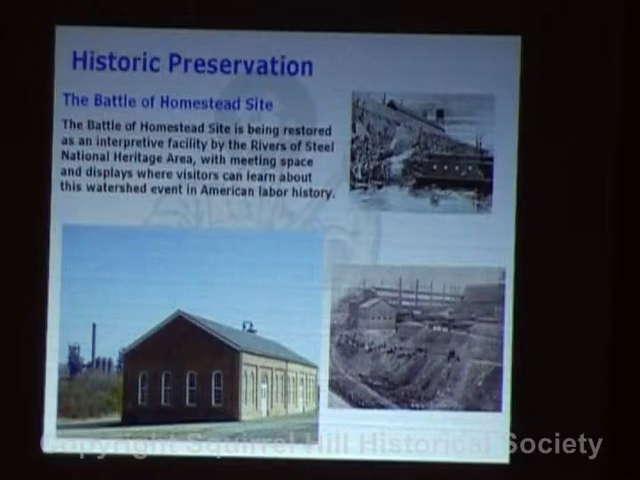 Historic Preservation
The Battle of Homestead Site
The Battle of Homestead Site is being restored
as an interpretive facility by the Rivers of Steel
National Heritage Area, with meeting space
and displays where visitors can learn about
this watershed event in American labor history.
Copyright Squirrel Hill Historical Society